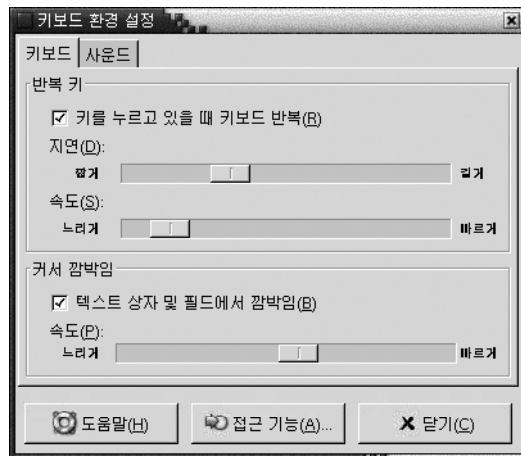 키보드 환경 설정
키보드 사운드
반복 키
키를 누르고 있을 때 키보드 반복(R)
지연(D):
짧게 길게
속도(S):
느리게 빠르게
커서 깜박임
텍스트 상자 및 필드에서 깜박임(B)
속도(P):
느리게 빠르게
도움말(H) 접근 기능(A)... 닫기(C)